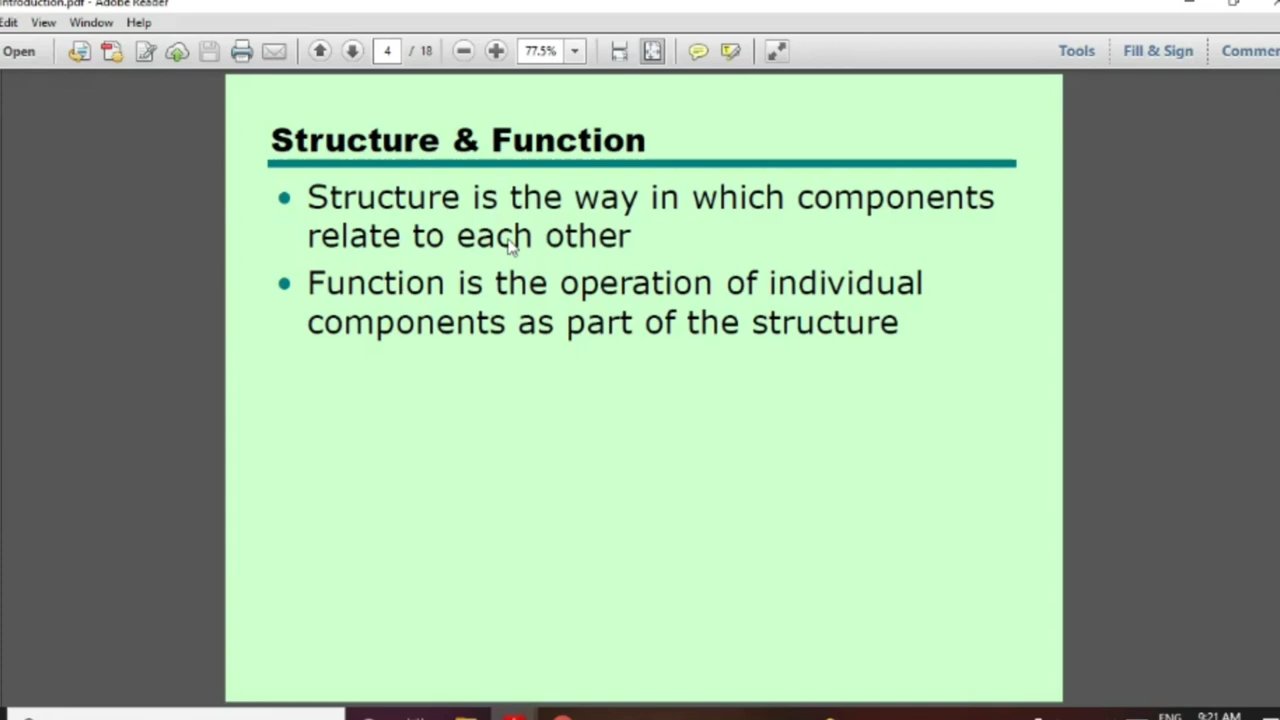 Introduction.pdf - Adobe Reader
Edit View Window Help
Open 4 / 18 77.5% Tools Fill & Sign Commen
Structure & Function
• Structure is the way in which components
relate to each other
• Function is the operation of individual
components as part of the structure
ENG 9:21 AM